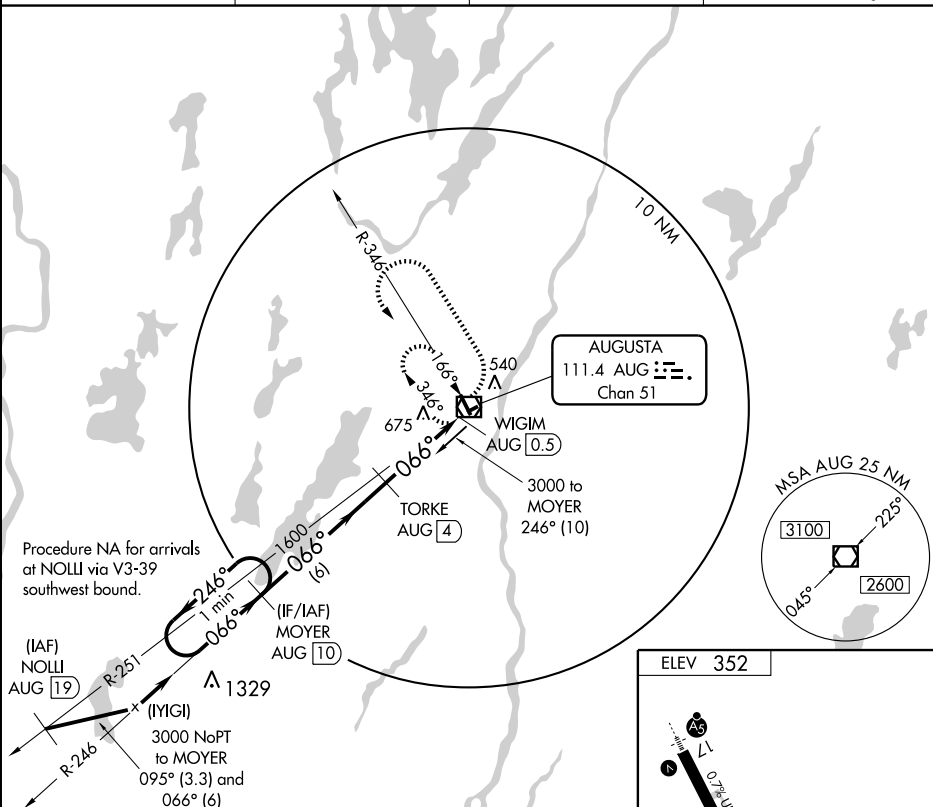 10 NM
R-346
166°
346°
540
675
AUGUSTA
111.4 AUG
Chan 51
WIGIM
AUG 0.5
066°
3000 to
MOYER
246° (10)
TORKE
AUG 4
MSA AUG 25 NM
3100
225°
045°
2600
1600
066°
(6)
Procedure NA for arrivals
at NOLLI via V3-39
southwest bound.
246°
1 min
066°
(IF/IAF)
MOYER
AUG 10
(IAF)
NOLLI
AUG 19
R-251
1329
(IYIGI)
3000 NoPT
to MOYER
095° (3.3) and
066° (6)
R-246
ELEV 352
A5
17
V